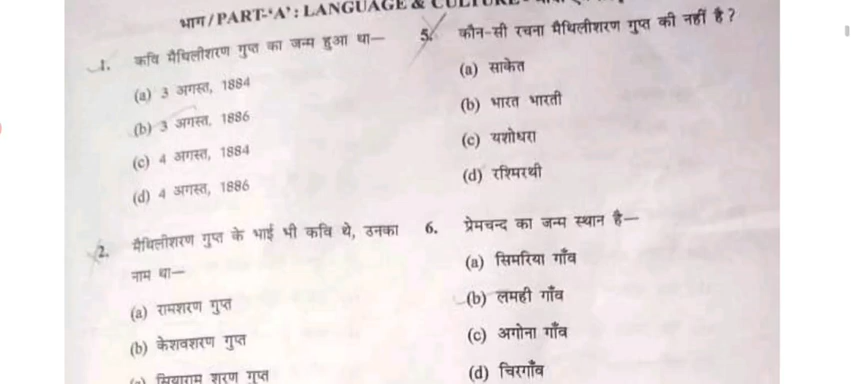 भाग / PART-'A' : LANGUAGE & CULTURE
1. कवि मैथिलीशरण गुप्त का जन्म हुआ था—
(a) 3 अगस्त, 1884
(b) 3 अगस्त, 1886
(c) 4 अगस्त, 1884
(d) 4 अगस्त, 1886
2. मैथिलीशरण गुप्त के भाई भी कवि थे, उनका
नाम था—
(a) रामशरण गुप्त
(b) केशवशरण गुप्त
(c) सियाराम शरण गुप्त
5. कौन-सी रचना मैथिलीशरण गुप्त की नहीं है ?
(a) साकेत
(b) भारत भारती
(c) यशोधरा
(d) रश्मिरथी
6. प्रेमचन्द का जन्म स्थान है—
(a) सिमरिया गाँव
(b) लमही गाँव
(c) अगोना गाँव
(d) चिरगाँव